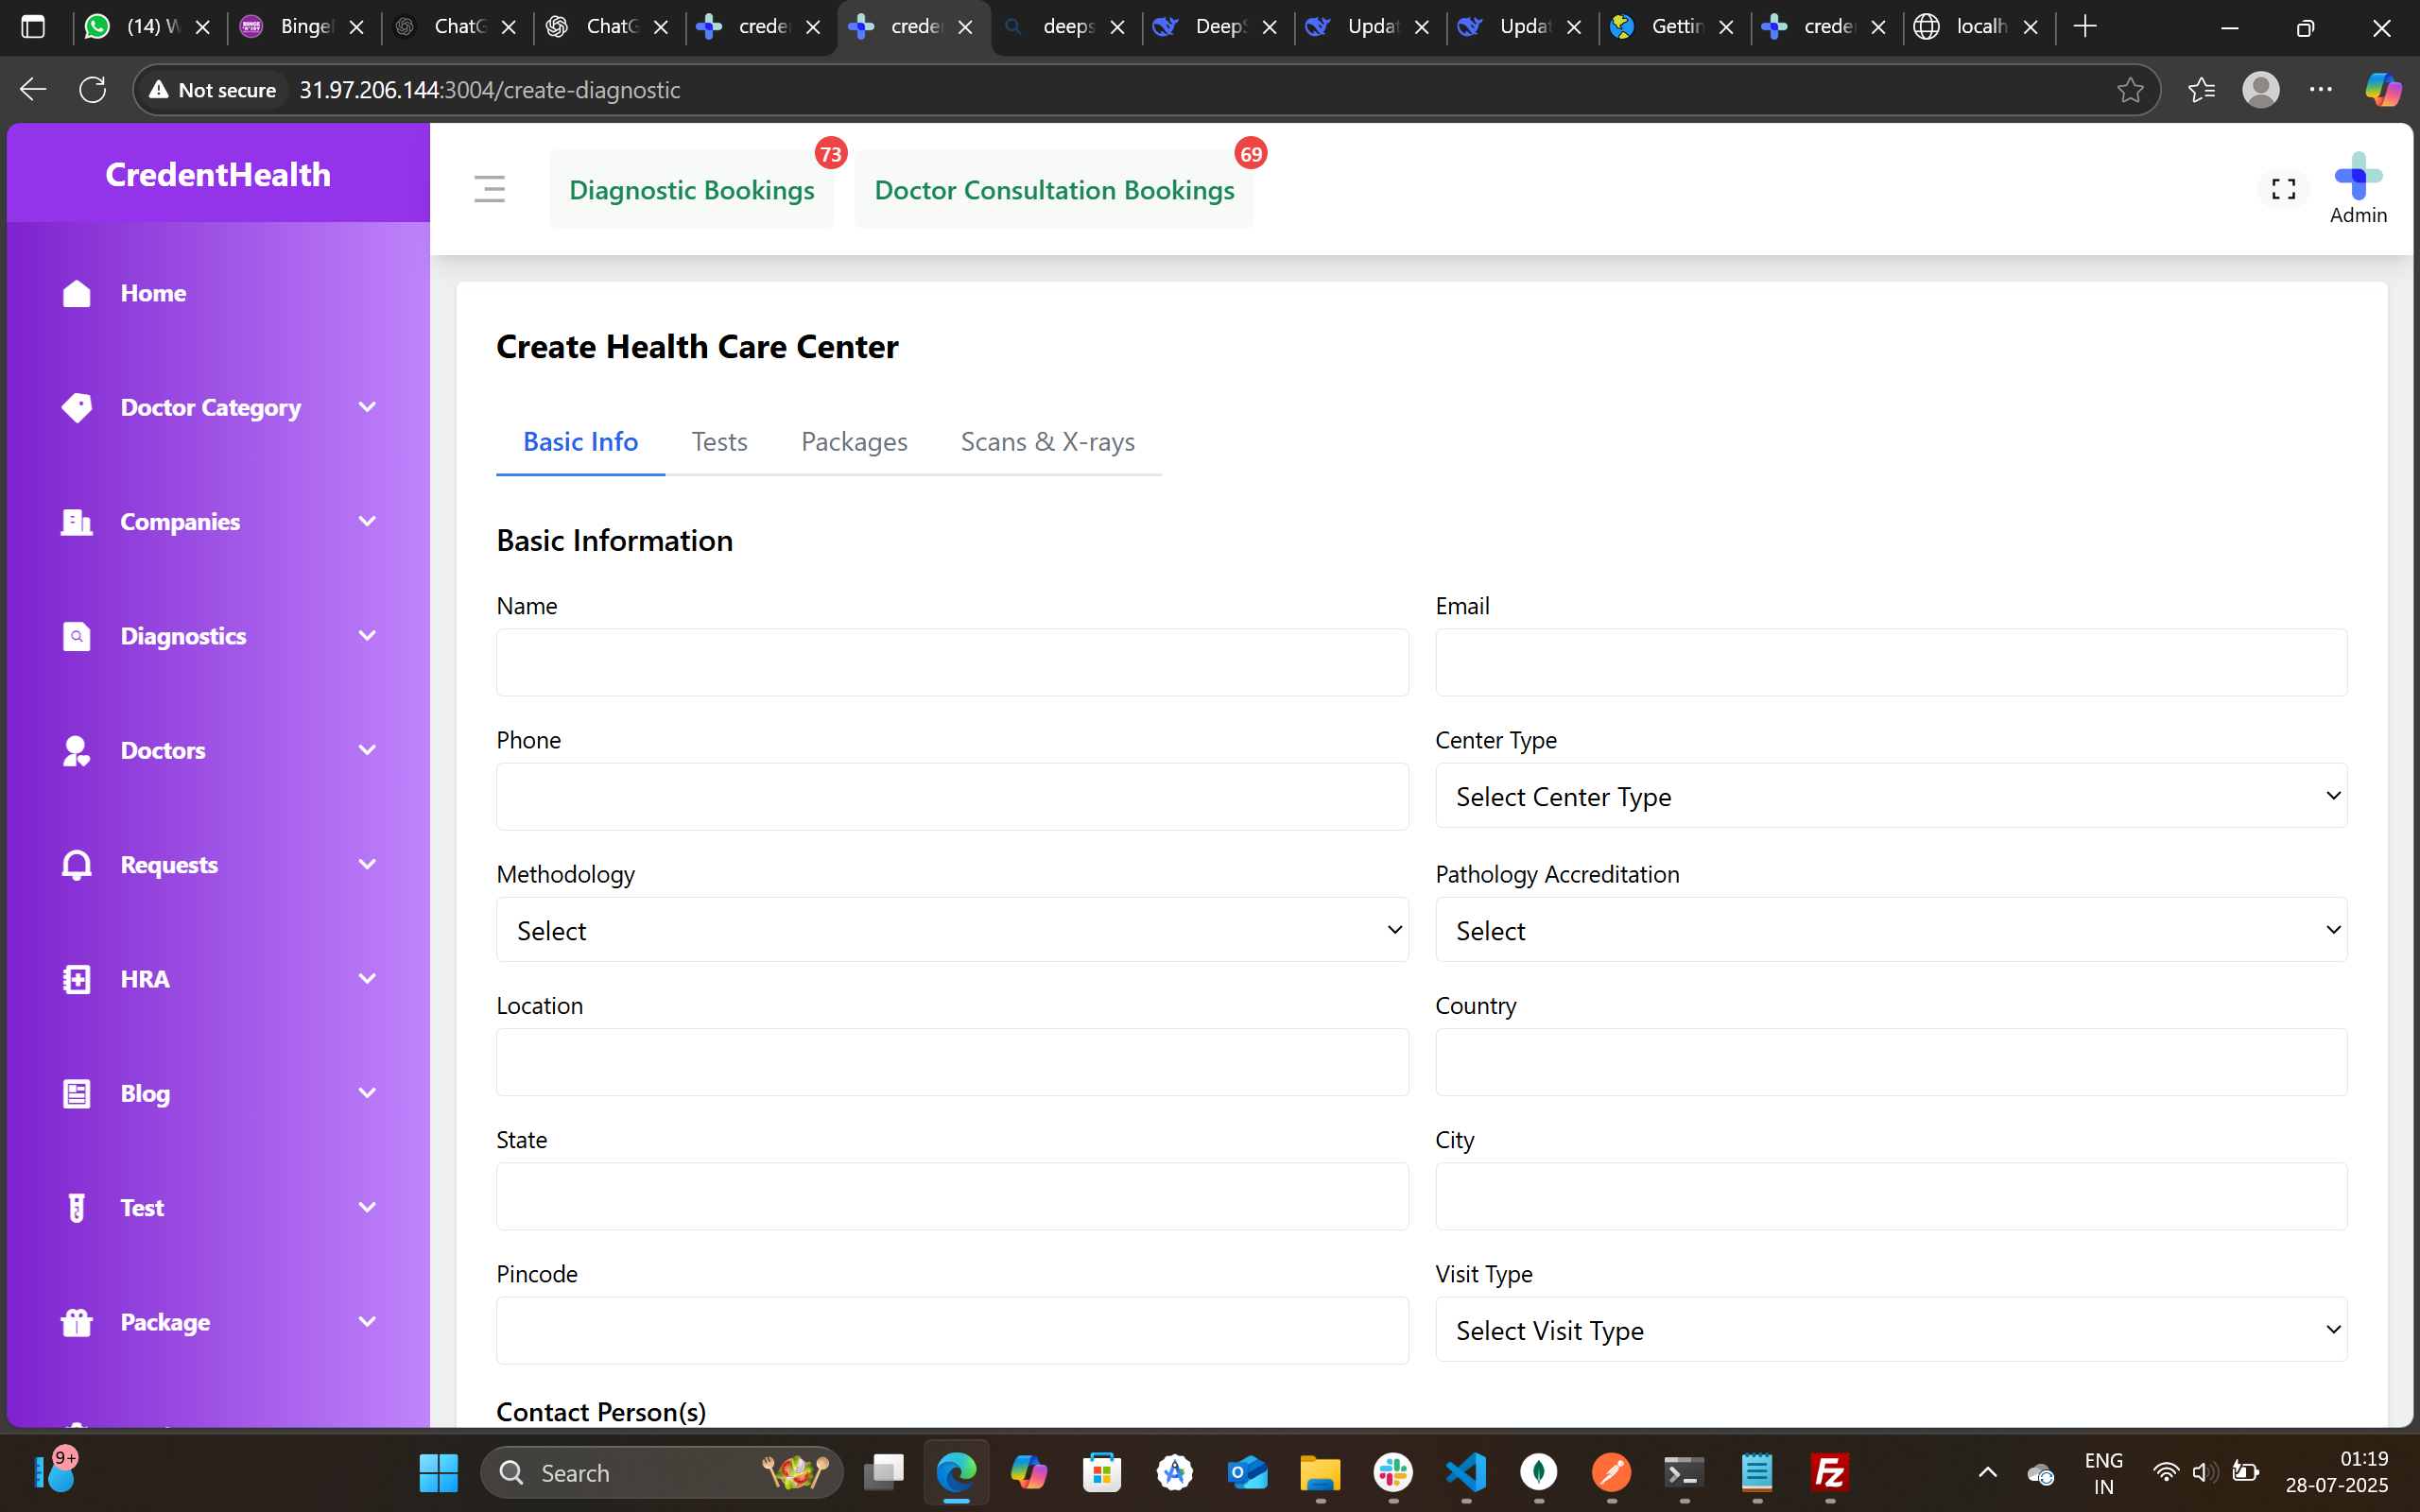 (14) W
Binge
ChatG
ChatG
crede
crede
deeps
Deep
Updat
Updat
Gettin
crede
localh
Not secure
31.97.206.144:3004/create-diagnostic
CredentHealth
Home
Doctor Category
Companies
Diagnostics
Doctors
Requests
HRA
Blog
Test
Package
73
Diagnostic Bookings
69
Doctor Consultation Bookings
Admin
Create Health Care Center
Basic Info Tests Packages Scans & X-rays
Basic Information
Name Email
Phone Center Type
Select Center Type
Methodology Pathology Accreditation
Select Select
Location Country
State City
Pincode Visit Type
Select Visit Type
Contact Person(s)
9+
Search
ENG
IN
01:19
28-07-2025